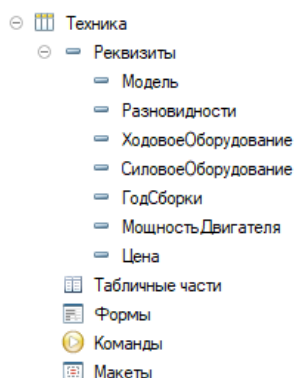 Техника
Реквизиты
Модель
Разновидности
ХодовоеОборудование
СиловоеОборудование
ГодСборки
МощностьДвигателя
Цена
Табличные части
Формы
Команды
Макеты